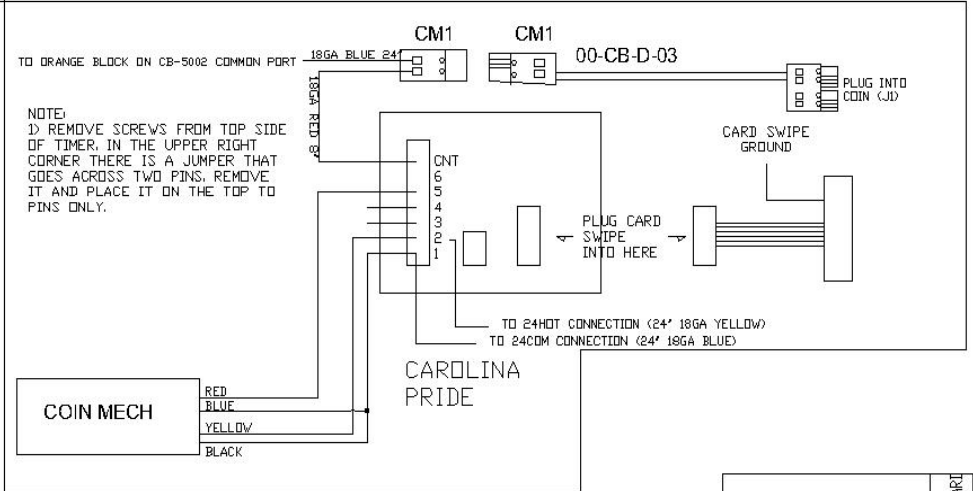 CM1
CM1
TO ORANGE BLOCK ON CB-5002 COMMON PORT
18GA BLUE 24"
00-CB-D-03
PLUG INTO
COIN (J1)
18GA RED 8"
NOTE:
1) REMOVE SCREWS FROM TOP SIDE
OF TIMER. IN THE UPPER RIGHT
CORNER THERE IS A JUMPER THAT
GOES ACROSS TWO PINS. REMOVE
IT AND PLACE IT ON THE TOP TO
PINS ONLY.
CARD SWIPE
GROUND
CNT
6
5
4
3
2
1
PLUG CARD
SWIPE
INTO HERE
TO 24HOT CONNECTION (24" 18GA YELLOW)
TO 24COM CONNECTION (24" 18GA BLUE)
CAROLINA
PRIDE
COIN MECH
RED
BLUE
YELLOW
BLACK